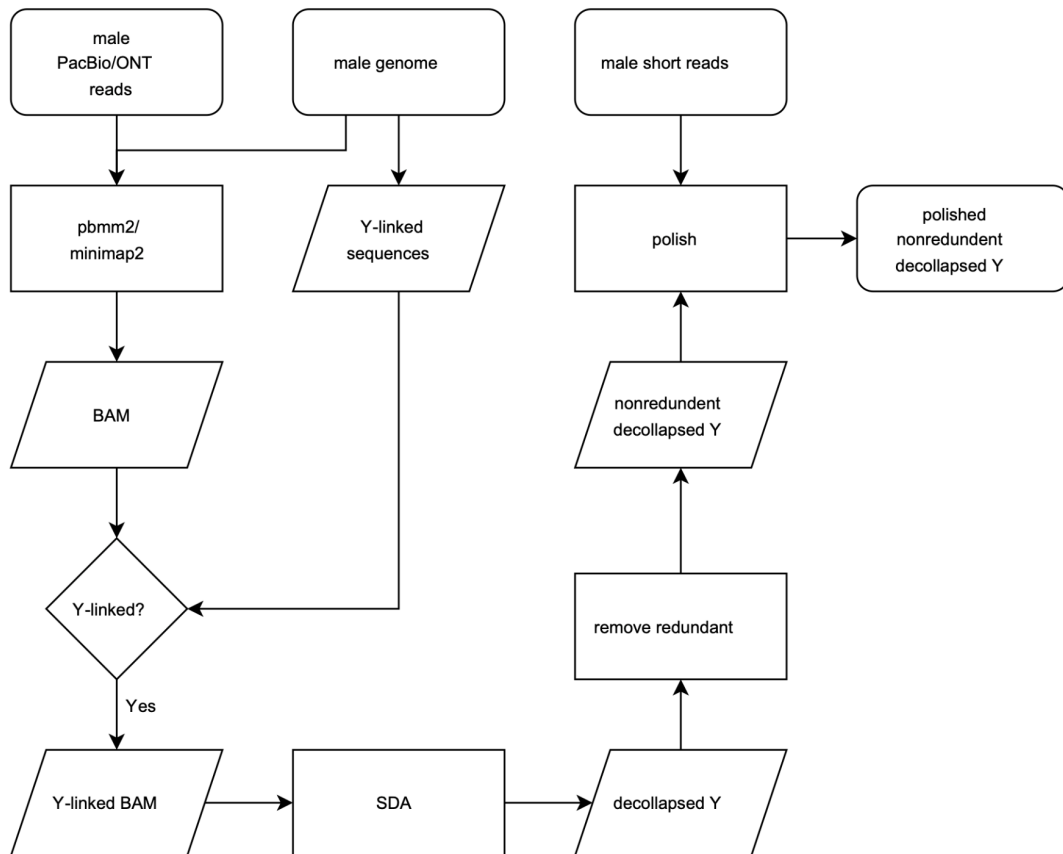 male
PacBio/ONT
reads
male genome
male short reads
pbmm2/
minimap2
Y-linked
sequences
polish
polished
nonredundent
decollapsed Y
BAM
nonredundent
decollapsed Y
Y-linked?
remove redundant
Yes
Y-linked BAM
SDA
decollapsed Y